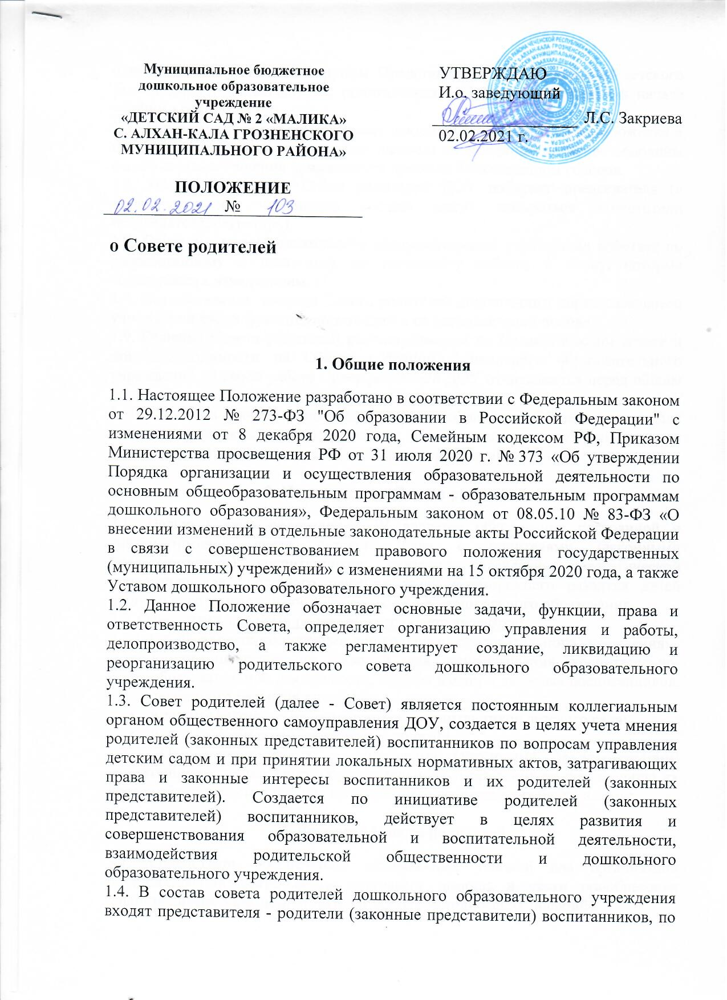 Муниципальное бюджетное
дошкольное образовательное
учреждение
«ДЕТСКИЙ САД № 2 «МАЛИКА»
С. АЛХАН-КАЛА ГРОЗНЕНСКОГО
МУНИЦИПАЛЬНОГО РАЙОНА»
УТВЕРЖДАЮ
И.о. заведующий
Л.С. Закриева
02.02.2021 г.
ПОЛОЖЕНИЕ
02.02.2021 № 103
о Совете родителей
1. Общие положения
1.1. Настоящее Положение разработано в соответствии с Федеральным законом
от 29.12.2012 № 273-ФЗ "Об образовании в Российской Федерации" с
изменениями от 8 декабря 2020 года, Семейным кодексом РФ, Приказом
Министерства просвещения РФ от 31 июля 2020 г. № 373 «Об утверждении
Порядка организации и осуществления образовательной деятельности по
основным общеобразовательным программам - образовательным программам
дошкольного образования», Федеральным законом от 08.05.10 № 83-ФЗ «О
внесении изменений в отдельные законодательные акты Российской Федерации
в связи с совершенствованием правового положения государственных
(муниципальных) учреждений» с изменениями на 15 октября 2020 года, а также
Уставом дошкольного образовательного учреждения.
1.2. Данное Положение обозначает основные задачи, функции, права и
ответственность Совета, определяет организацию управления и работы,
делопроизводство, а также регламентирует создание, ликвидацию и
реорганизацию родительского совета дошкольного образовательного
учреждения.
1.3. Совет родителей (далее - Совет) является постоянным коллегиальным
органом общественного самоуправления ДОУ, создается в целях учета мнения
родителей (законных представителей) воспитанников по вопросам управления
детским садом и при принятии локальных нормативных актов, затрагивающих
права и законные интересы воспитанников и их родителей (законных
представителей). Создается по инициативе родителей (законных
представителей) воспитанников, действует в целях развития и
совершенствования образовательной и воспитательной деятельности,
взаимодействия родительской общественности и дошкольного
образовательного учреждения.
1.4. В состав совета родителей дошкольного образовательного учреждения
входят представителя - родители (законные представители) воспитанников, по